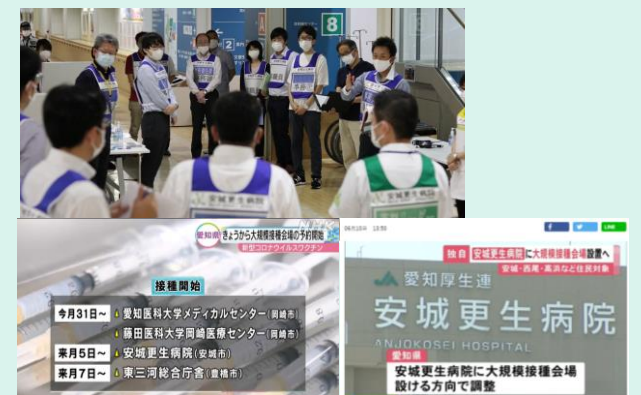 8
安城更生病院
愛知県 きょうから大規模接種会場の予約開始
新型コロナウイルスワクチン
接種開始
今月31日～ 愛知医科大学メディカルセンター(岡崎市)
藤田医科大学岡崎医療センター(岡崎市)
来月5日～ 安城更生病院(安城市)
来月7日～ 東三河総合庁舎(豊橋市)
LINE
独自 安城更生病院に大規模接種会場設置へ
安城・西尾・高浜など住民対象
愛知厚生連
安城更生病院
ANJOKOSEI HOSPITAL
愛知県
安城更生病院に大規模接種会場
設ける方向で調整